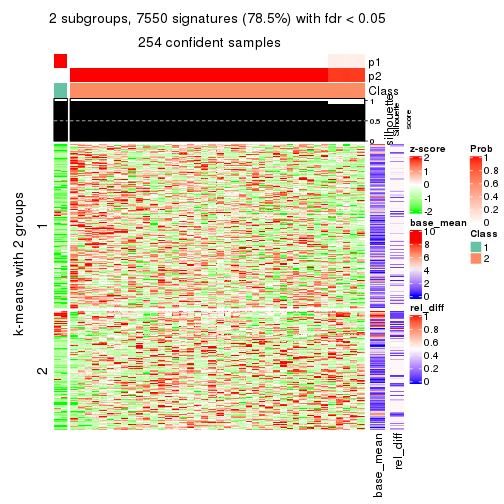 2 subgroups, 7550 signatures (78.5%) with fdr < 0.05
254 confident samples
p1
p2
Class
1
0.5
0
silhouette
Silhouette
score
k-means with 2 groups
1
2
base_mean
rel_diff
z-score
2
1
0
-1
-2
base_mean
10
8
6
4
2
0
rel_diff
1
0.8
0.6
0.4
0.2
0
Prob
1
0.8
0.6
0.4
0.2
0
Class
1
2